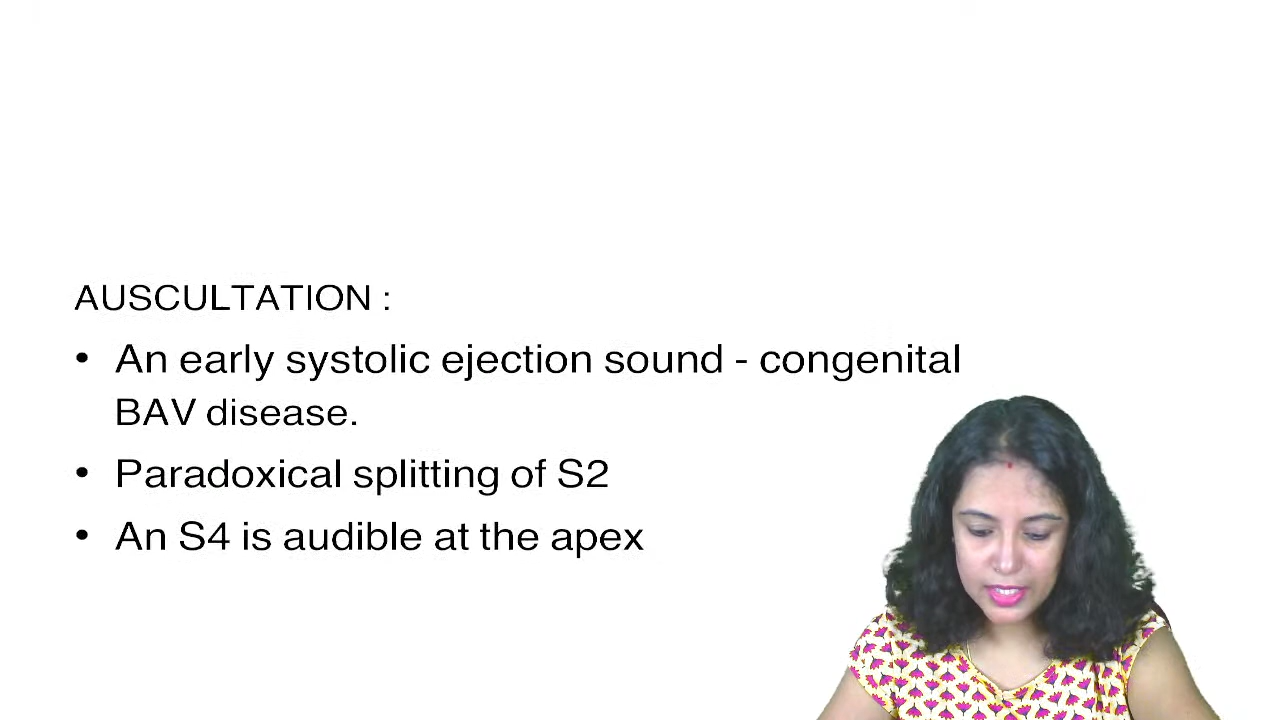 AUSCULTATION :
• An early systolic ejection sound - congenital
BAV disease.
• Paradoxical splitting of S2
• An S4 is audible at the apex